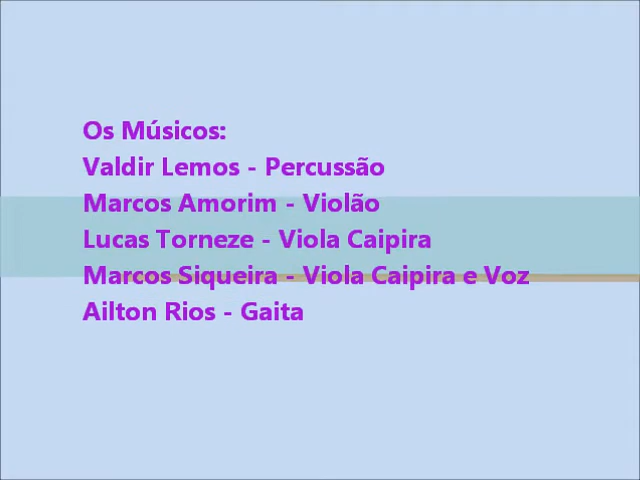 Os Músicos:
Valdir Lemos - Percussão
Marcos Amorim - Violão
Lucas Torneze - Viola Caipira
Marcos Siqueira - Viola Caipira e Voz
Ailton Rios - Gaita